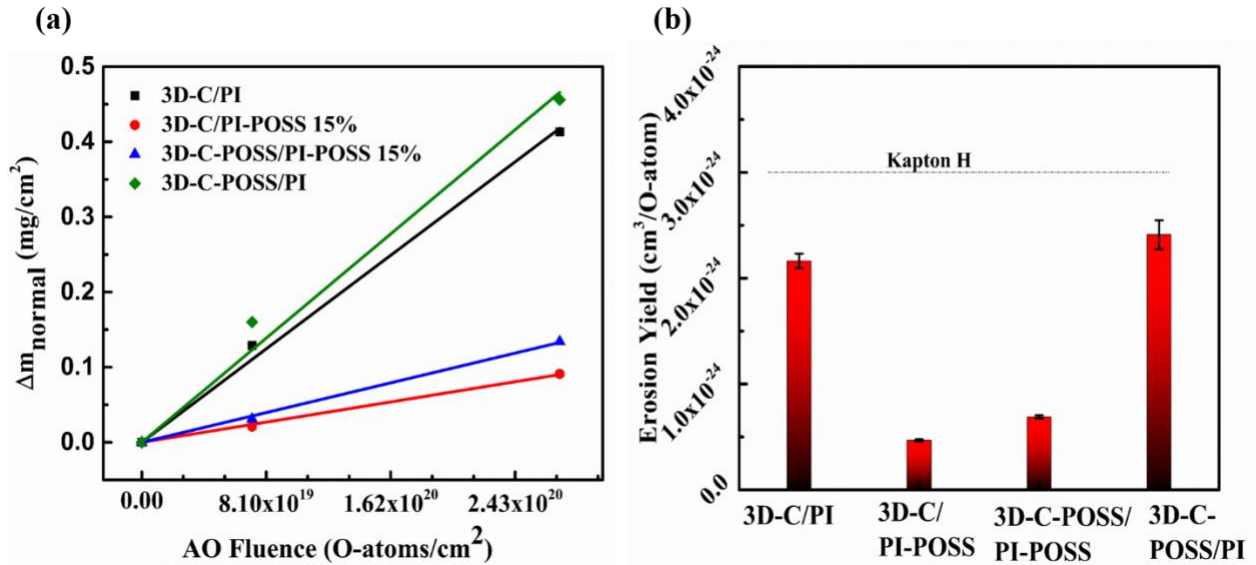 (a)
0.5
0.4
0.3
0.2
0.1
0.0
Δm_normal (mg/cm²)
3D-C/PI
3D-C/PI-POSS 15%
3D-C-POSS/PI-POSS 15%
3D-C-POSS/PI
0.00
8.10x10¹⁹
1.62x10²⁰
2.43x10²⁰
AO Fluence (O-atoms/cm²)
(b)
4.0x10⁻²⁴
3.0x10⁻²⁴
2.0x10⁻²⁴
1.0x10⁻²⁴
0.0
Erosion Yield (cm³/O-atom)
Kapton H
3D-C/PI
3D-C/
PI-POSS
3D-C-POSS/
PI-POSS
3D-C-
POSS/PI